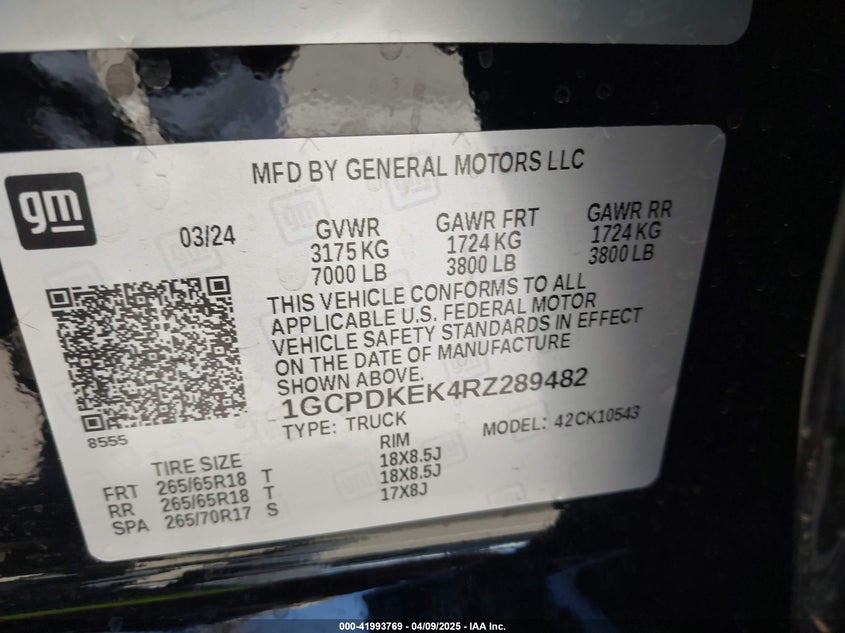 MFD BY GENERAL MOTORS LLC
gm
03/24
GVWR
3175 KG
7000 LB
GAWR FRT
1724 KG
3800 LB
GAWR RR
1724 KG
3800 LB
THIS VEHICLE CONFORMS TO ALL
APPLICABLE U.S. FEDERAL MOTOR
VEHICLE SAFETY STANDARDS IN EFFECT
ON THE DATE OF MANUFACTURE
SHOWN ABOVE.
1GCPDKEK4RZ289482
TYPE: TRUCK
MODEL: 42CK10543
8555
TIRE SIZE
RIM
FRT 265/65R18 T 18X8.5J
RR 265/65R18 T 18X8.5J
SPA 265/70R17 S 17X8J
000-41993769 - 04/09/2025 - IAA Inc.